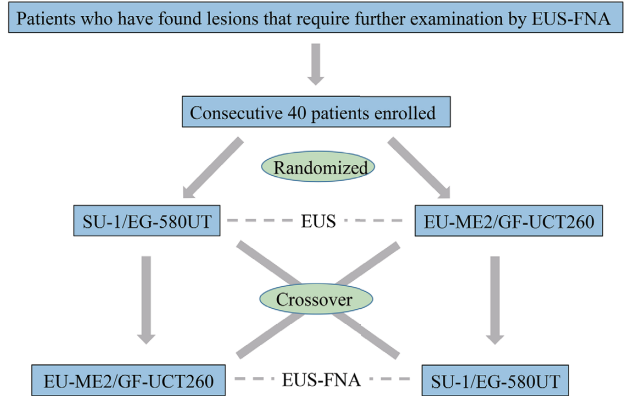 Patients who have found lesions that require further examination by EUS-FNA
Consecutive 40 patients enrolled
Randomized
SU-1/EG-580UT
EUS
EU-ME2/GF-UCT260
Crossover
EU-ME2/GF-UCT260
EUS-FNA
SU-1/EG-580UT